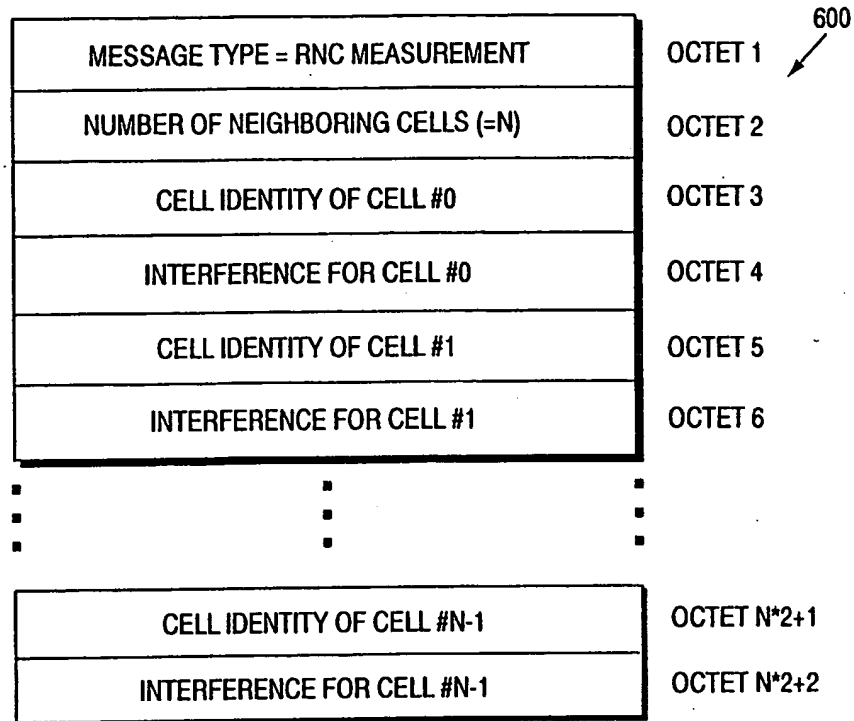 600
MESSAGE TYPE = RNC MEASUREMENT OCTET 1
NUMBER OF NEIGHBORING CELLS (=N) OCTET 2
CELL IDENTITY OF CELL #0 OCTET 3
INTERFERENCE FOR CELL #0 OCTET 4
CELL IDENTITY OF CELL #1 OCTET 5
INTERFERENCE FOR CELL #1 OCTET 6
CELL IDENTITY OF CELL #N-1 OCTET N*2+1
INTERFERENCE FOR CELL #N-1 OCTET N*2+2